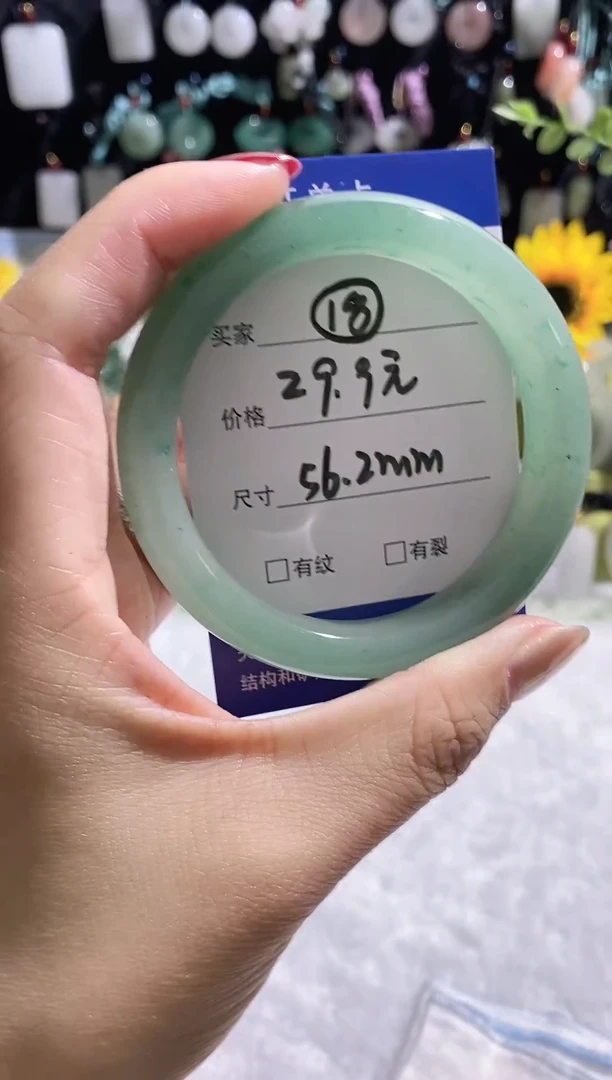 买家 18
价格 29.9元
尺寸 56.2mm
□有纹 □有裂
结构和